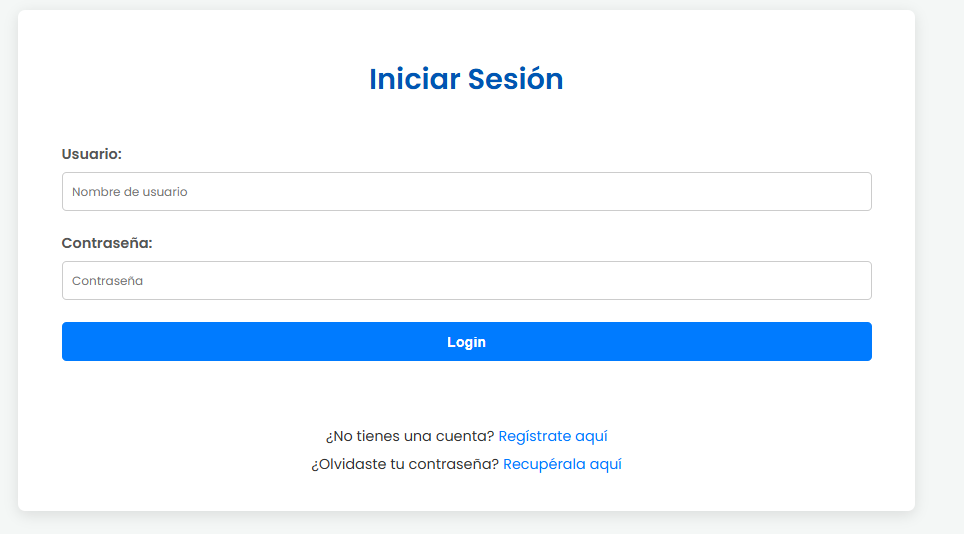 Iniciar Sesión
Usuario:
Nombre de usuario
Contraseña:
Contraseña
Login
¿No tienes una cuenta? Regístrate aquí
¿Olvidaste tu contraseña? Recupérala aquí